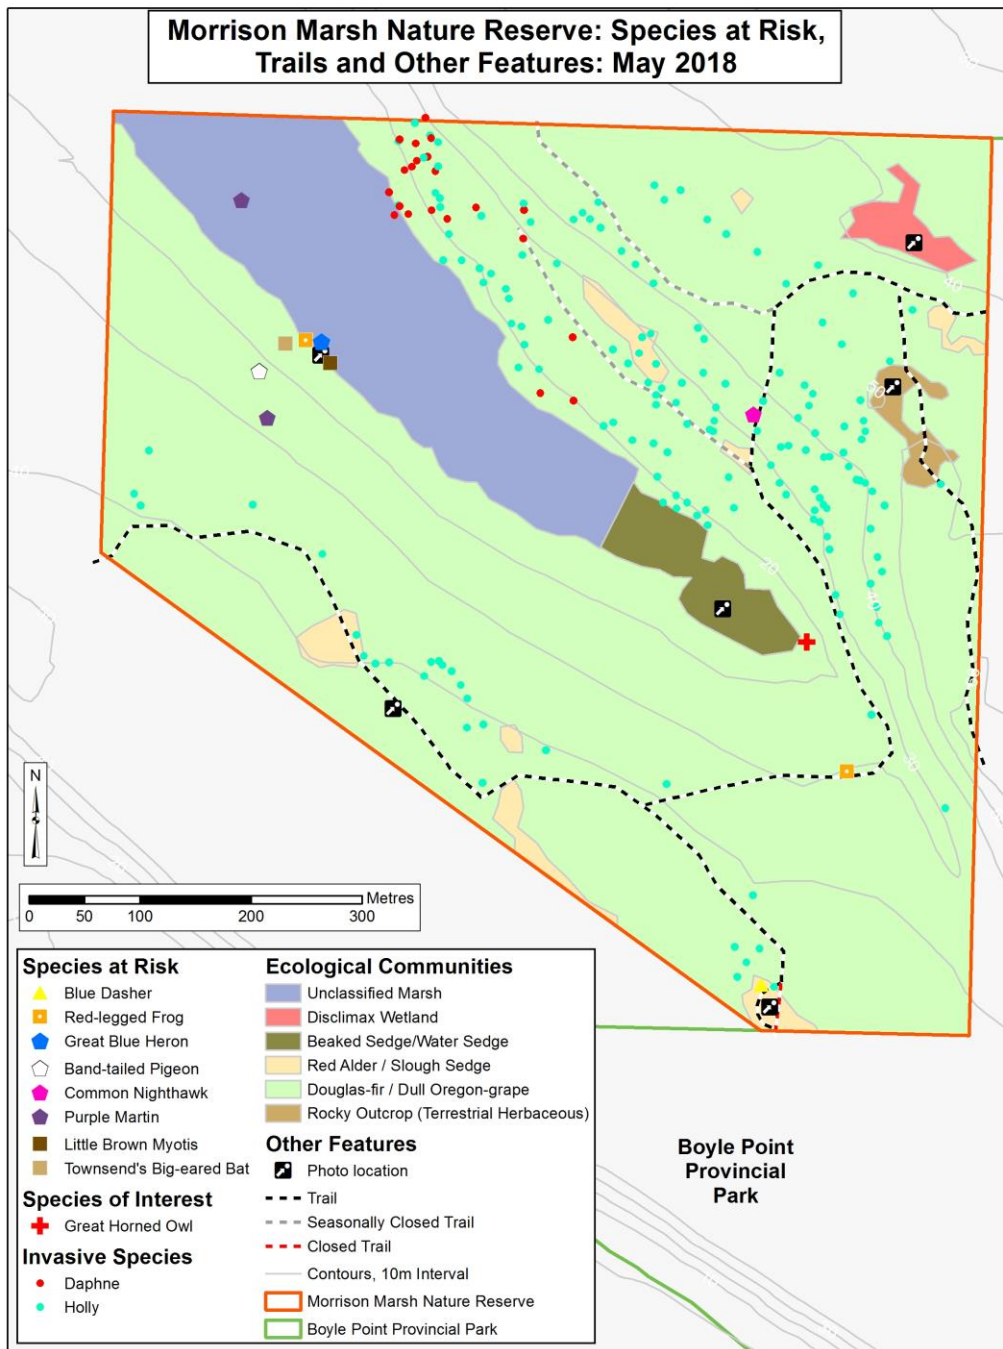 Morrison Marsh Nature Reserve: Species at Risk,
Trails and Other Features: May 2018
40
50
20
40
30
N
Metres
0 50 100 200 300
Species at Risk
Blue Dasher
Red-legged Frog
Great Blue Heron
Band-tailed Pigeon
Common Nighthawk
Purple Martin
Little Brown Myotis
Townsend's Big-eared Bat
Species of Interest
Great Horned Owl
Invasive Species
Daphne
Holly
Ecological Communities
Unclassified Marsh
Disclimax Wetland
Beaked Sedge/Water Sedge
Red Alder / Slough Sedge
Douglas-fir / Dull Oregon-grape
Rocky Outcrop (Terrestrial Herbaceous)
Other Features
Photo location
Trail
Seasonally Closed Trail
Closed Trail
Contours, 10m Interval
Morrison Marsh Nature Reserve
Boyle Point Provincial Park
Boyle Point
Provincial
Park